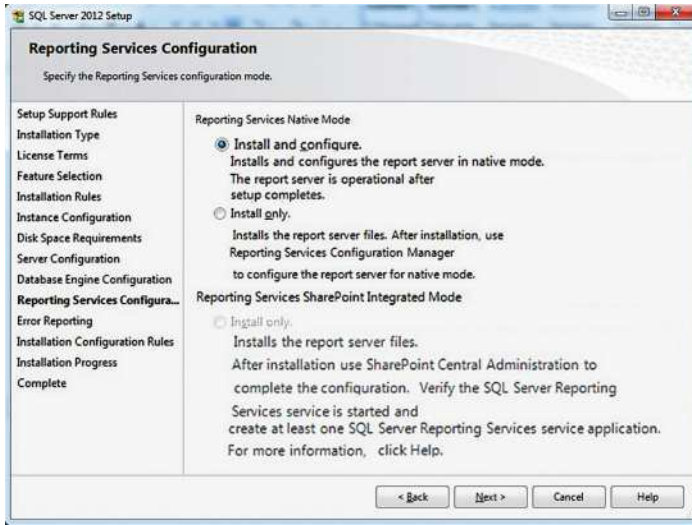 SQL Server 2012 Setup
Reporting Services Configuration
Specify the Reporting Services configuration mode.
Setup Support Rules
Installation Type
License Terms
Feature Selection
Installation Rules
Instance Configuration
Disk Space Requirements
Server Configuration
Database Engine Configuration
Reporting Services Configura...
Error Reporting
Installation Configuration Rules
Installation Progress
Complete
Reporting Services Native Mode
Install and configure.
Installs and configures the report server in native mode.
The report server is operational after
setup completes.
Install only.
Installs the report server files. After installation, use
Reporting Services Configuration Manager
to configure the report server for native mode.
Reporting Services SharePoint Integrated Mode
Install only.
Installs the report server files.
After installation use SharePoint Central Administration to
complete the configuration. Verify the SQL Server Reporting
Services service is started and
create at least one SQL Server Reporting Services service application.
For more information, click Help.
< Back
Next >
Cancel
Help